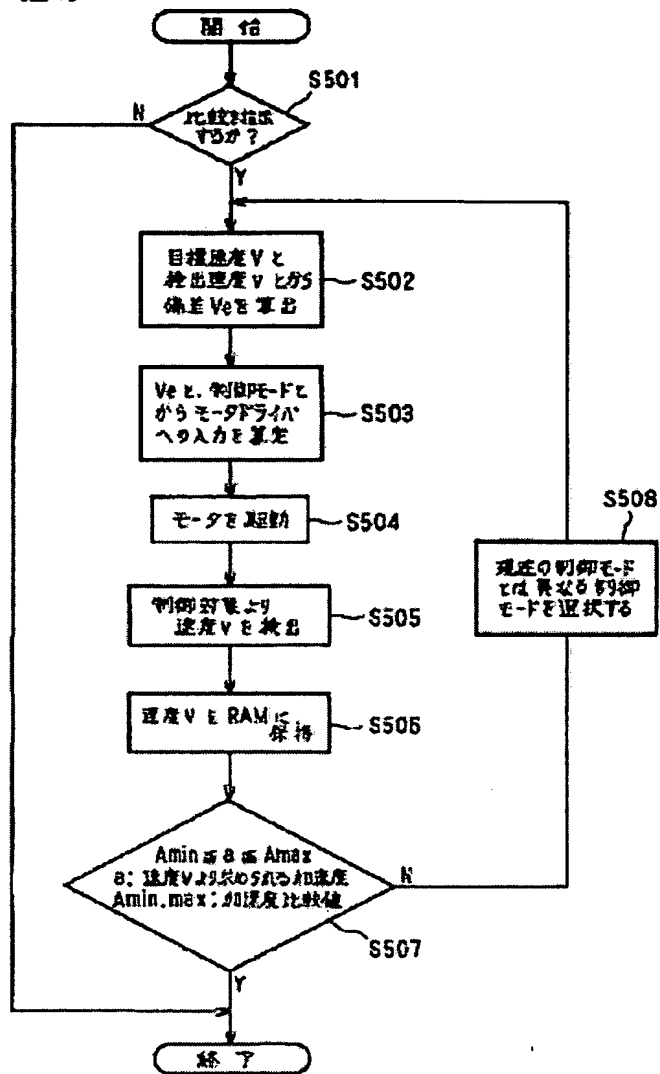 開始
S501
N
するか？
Y
目標速度Vと
検出速度Vとから
偏差Veを算出
S502
Veと、制御モードと
からモータドライバ
への入力を算定
S503
モータを駆動
S504
制御対象より
速度Vを検出
S505
速度VをRAMに
保持
S506
S508
現在の制御モード
とは異なる制御
モードを選択する
Amin≦a≦Amax
a：速度Vより求められる加速度
Amin,max：加速度比較値
N
S507
Y
終了